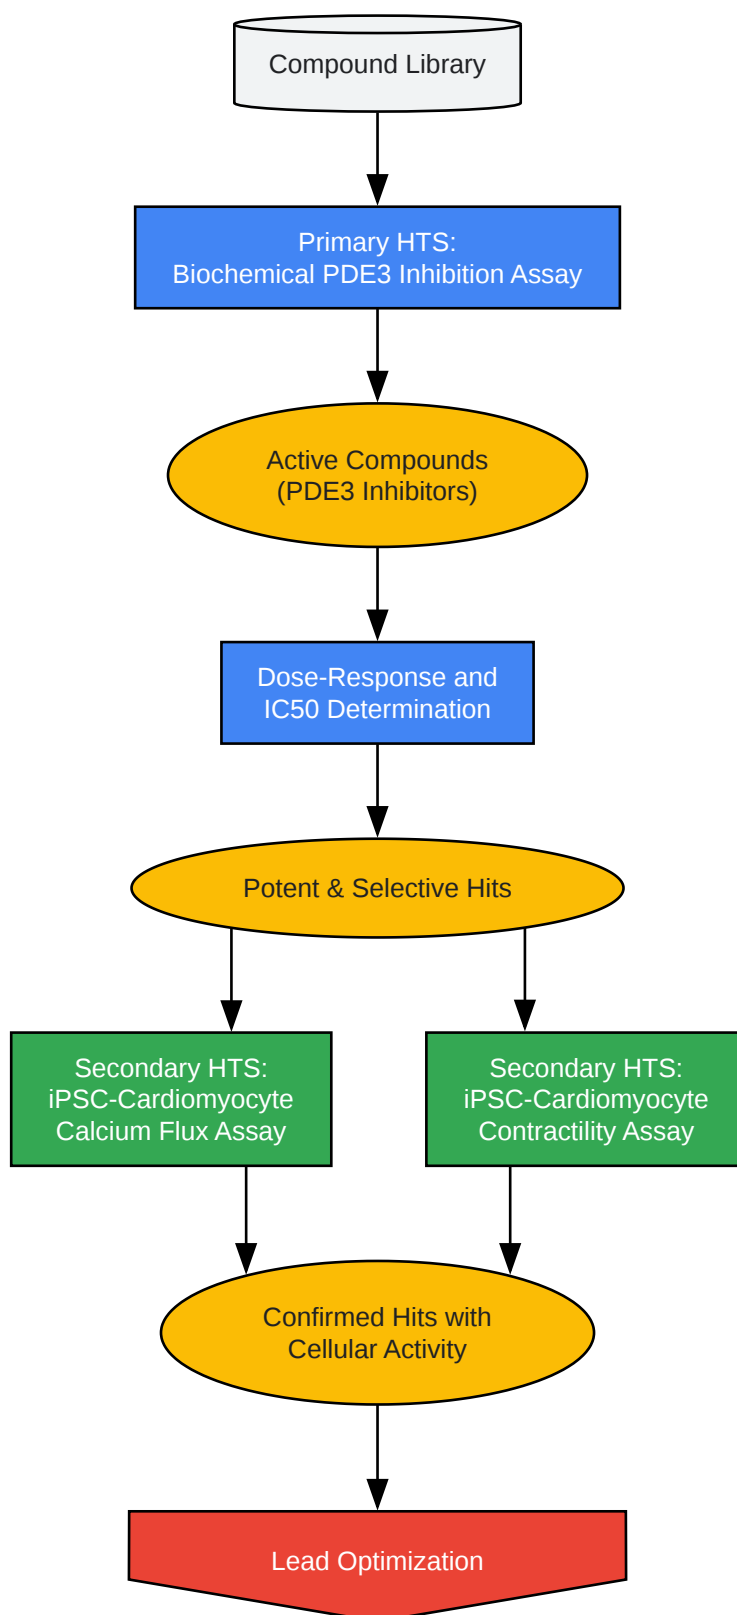 Compound Library
Primary HTS:
Biochemical PDE3 Inhibition Assay
Active Compounds
(PDE3 Inhibitors)
Dose-Response and
IC50 Determination
Potent & Selective Hits
Secondary HTS:
iPSC-Cardiomyocyte
Calcium Flux Assay
Secondary HTS:
iPSC-Cardiomyocyte
Contractility Assay
Confirmed Hits with
Cellular Activity
Lead Optimization